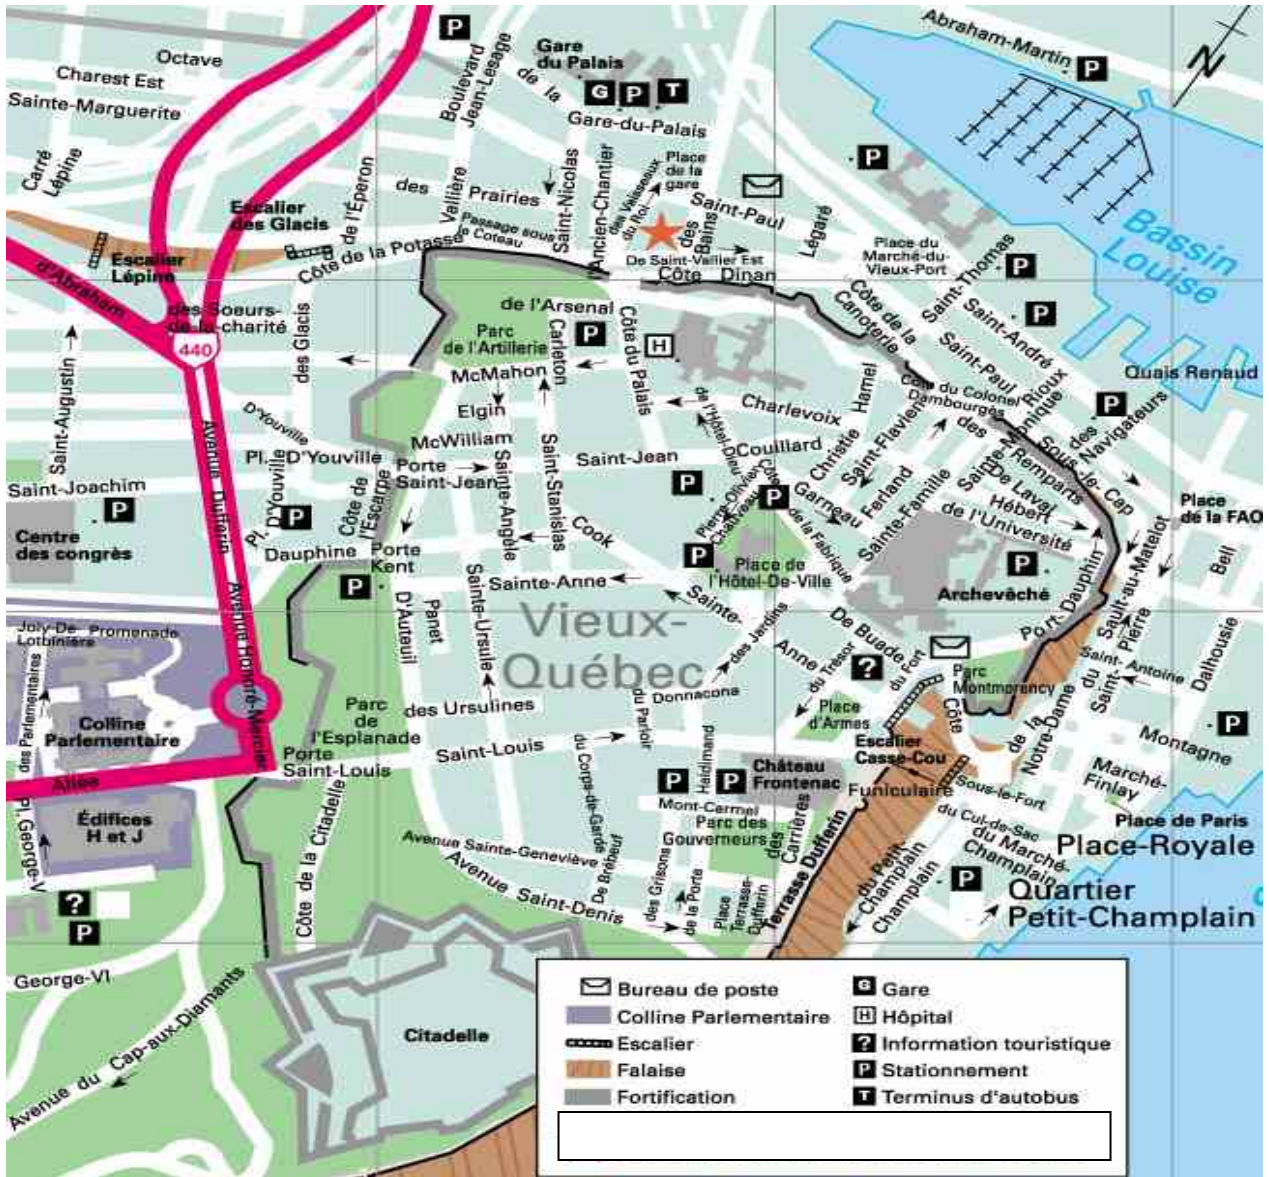 Octave
Charest Est
Sainte-Marguerite
Carré
Lépine
Boulevard
Jean-Lesage
Gare
du Palais
de la
Gare-du-Palais
G
P
T
Abraham-Martin
P
N
P
P
Bassin
Louise
Place
de la
gare
des Vaisseaux
du Roi
Saint-Paul
des
Bains
Légaré
Place du
Marché-du-
Vieux-Port
Saint-Thomas
P
Saint-André
P
Saint-Nicolas
l'Ancien-Chantier
des Prairies
Vallière
de l'Éperon
Passage sous
le Coteau
Escalier
des Glacis
Côte de la Potasse
Escalier
Lépine
d'Abraham
De Saint-Vallier Est
Côte Dinan
des Soeurs-
de-la-charité
440
des Glacis
de l'Arsenal
Parc
de l'Artillerie
Carleton
P
Côte du Palais
H
McMahon
Elgin
McWilliam
Côte de la
Canoterie
Saint-Paul
Rioux
Quais Renaud
Côte du Colonel
Dambourgès
Hamel
Charlevoix
de l'Hôtel-Dieu
Couillard
Christie
Saint-Flavien
Ferland
des Remparts
Sainte-Monique
Sous-le-Cap
des
Navigateurs
P
Saint-Augustin
Avenue Dufferin
D'Youville
Pl. D'Youville
Pl. D'Youville
Porte
Saint-Jean
Saint-Jean
Saint-Stanislas
Sainte-Angèle
Saint-Joachim
P
P
Centre
des congrès
Côte de
l'Escarpe
Dauphine
Porte
Kent
P
P
P
P
Pierre-Olivier
Chauveau
Côte
de la Fabrique
Garneau
Sainte-Famille
De Laval
Hébert
de l'Université
Place
de la FAO
Cook
Sainte-Anne
Place de
l'Hôtel-De-Ville
P
Archevêché
Port Dauphin
Sault-au-Matelot
du
Bell
Saint-
Pierre
Dalhousie
Saint-Antoine
Joly-De-
Lotbinière
Promenade
des Parlementaires
Avenue Honoré-Mercier
D'Auteuil
Panet
Sainte-Ursule
Vieux-
Québec
Sainte-
Anne
des Jardins
De Buade
du Trésor
?
du Fort
Parc
Montmorency
Colline
Parlementaire
Parc
de
l'Esplanade
des Ursulines
Donnacona
du Parloir
Place
d'Armes
Côte
de la
Notre-Dame
P
Montagne
Porte
Saint-Louis
Saint-Louis
Haldimand
Escalier
Casse-Cou
Château
Frontenac
Funiculaire
Sous-le-Fort
Marché-
Finlay
Allée
Édifices
H et J
Pl. George-V
Côte de la Citadelle
du Corps-de-Garde
P
P
Mont-Carmel
Parc des
Gouverneurs
des
Carrières
Terrasse Dufferin
du Cul-de-Sac
du Marché-
Champlain
Place de Paris
Place-Royale
Avenue Sainte-Geneviève
Avenue Saint-Denis
De Brébeuf
des Grisons
de la Porte
Place
Terrasse-
Dufferin
du Petit-
Champlain
Champlain
P
Quartier
Petit-Champlain
?
P
George-VI
Avenue du Cap-aux-Diamants
Citadelle
Bureau de poste
Colline Parlementaire
Escalier
Falaise
Fortification
G Gare
H Hôpital
? Information touristique
P Stationnement
T Terminus d'autobus